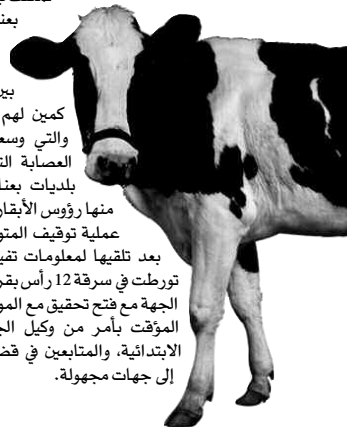 بعنا
بير
كمين لهم
والتي وسع
العصابة الت
بلديات بعنا
منها رؤوس الأبقار
عملية توقيف المتو
بعد تلقيها لمعلومات تفي
تورطت في سرقة 12 رأس بقر
الجهة مع فتح تحقيق مع المو
المؤقت بأمر من وكيل الج
الابتدائية، والمتابعين في قض
إلى جهات مجهولة.